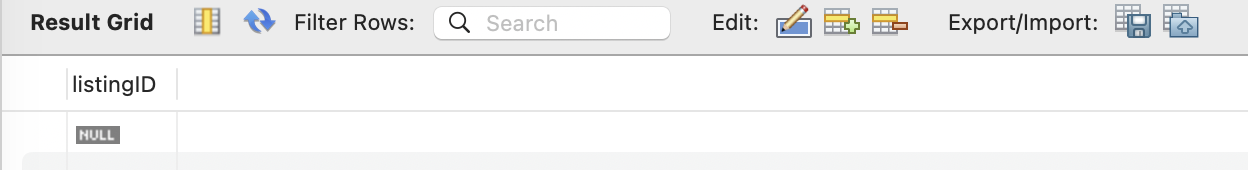 Result Grid Filter Rows: Search Edit: Export/Import:
listingID
NULL